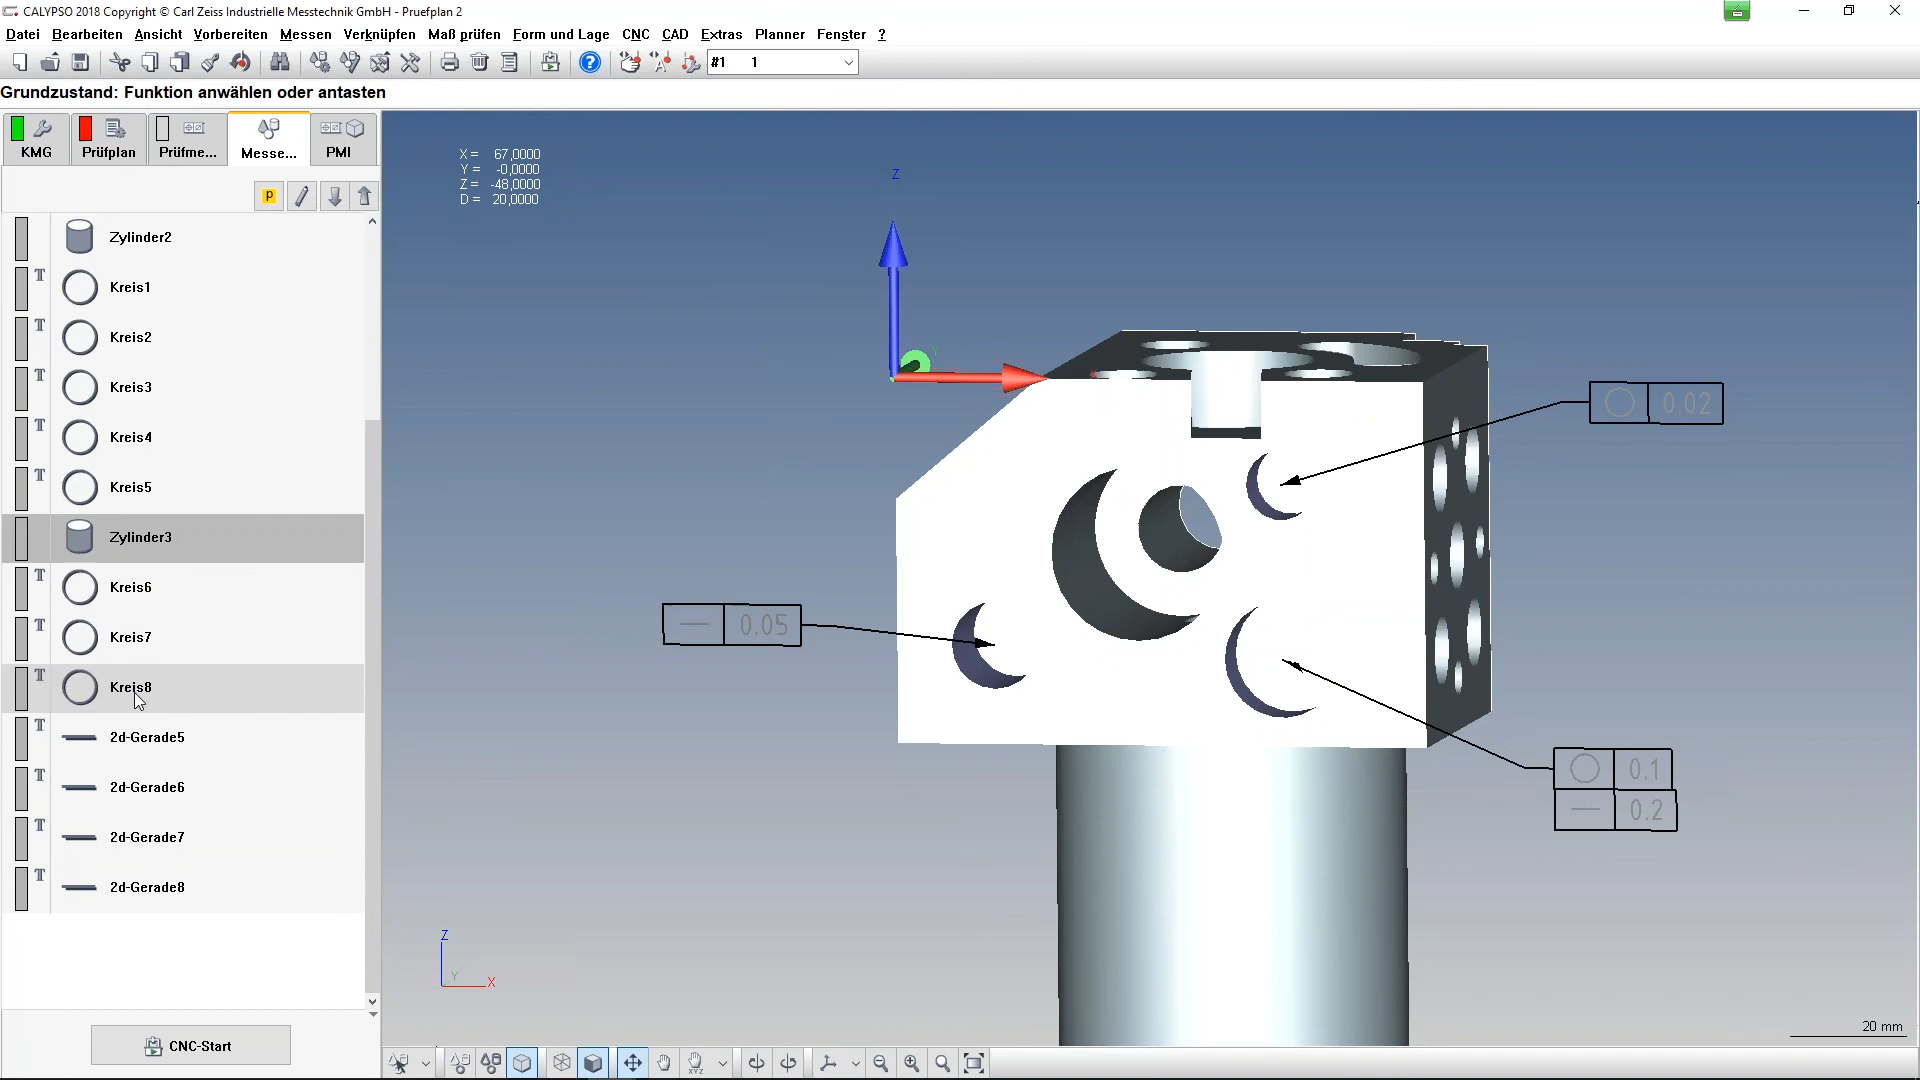 CALYPSO 2018 Copyright © Carl Zeiss Industrielle Messtechnik GmbH - Pruefplan 2
Datei Bearbeiten Ansicht Vorbereiten Messen Verknüpfen Maß prüfen Form und Lage CNC CAD Extras Planner Fenster ?
#1 1
Grundzustand: Funktion anwählen oder antasten
KMG Prüfplan Prüfme... Messe... PMI
P
Zylinder2
T Kreis1
T Kreis2
T Kreis3
T Kreis4
T Kreis5
Zylinder3
T Kreis6
T Kreis7
T Kreis8
T 2d-Gerade5
T 2d-Gerade6
T 2d-Gerade7
T 2d-Gerade8
CNC-Start
X= 67,0000
Y= -0,0000
Z= -48,0000
D= 20,0000
Z
Y
0.02
0.05
0.1
0.2
Z
Y
X
20 mm
XYZ